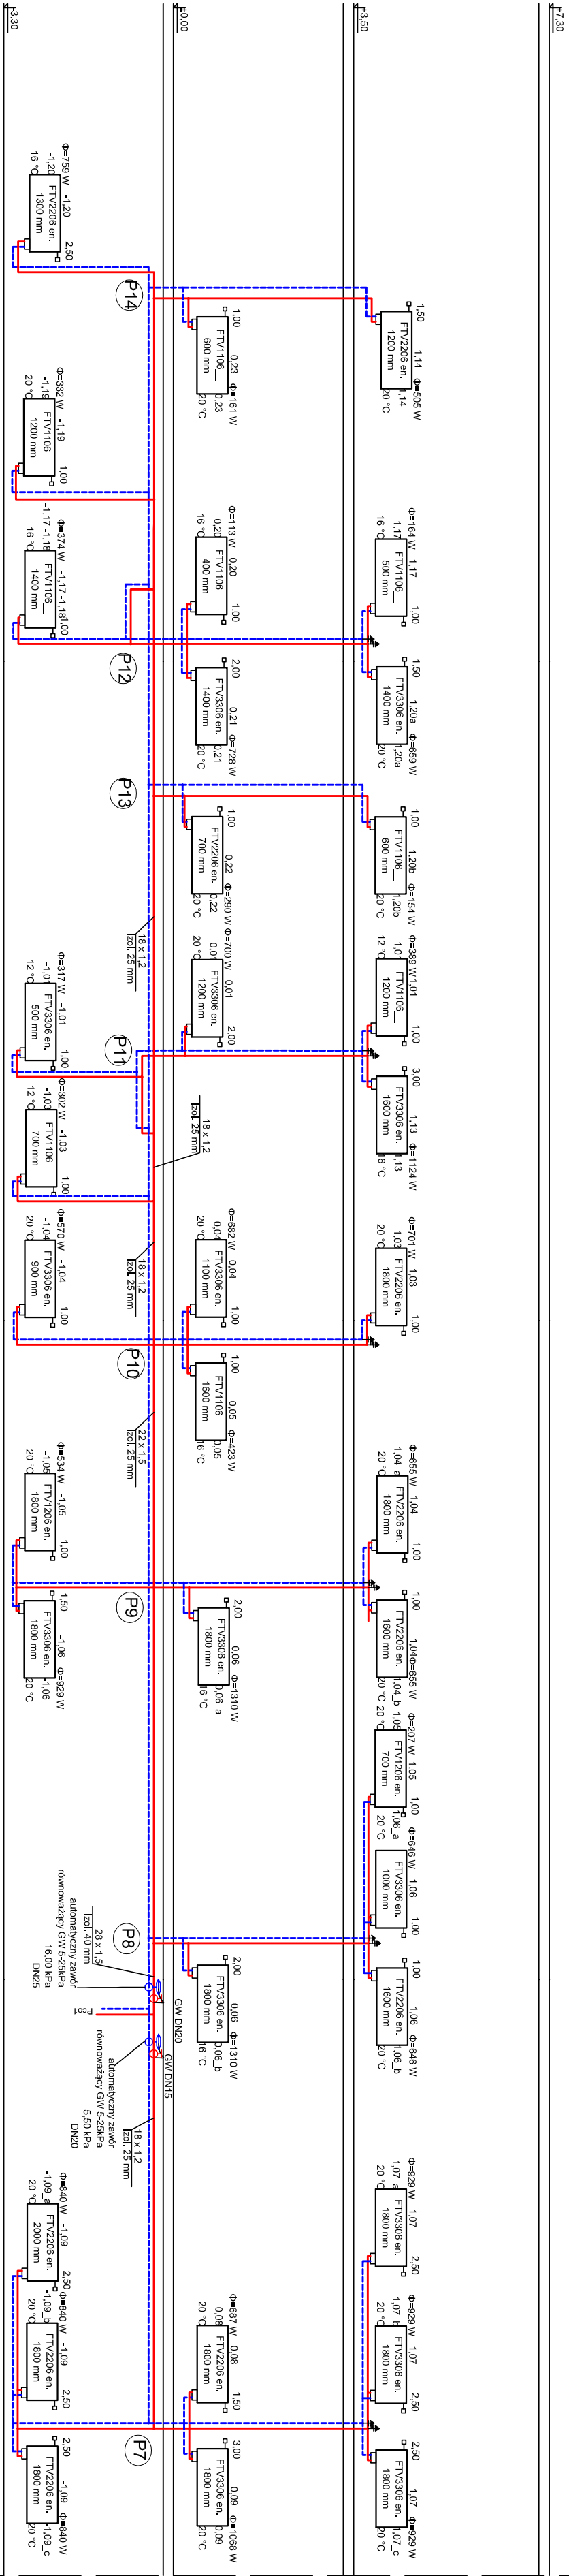 +7,30
+3,50
1,50
1,14
Φ=505 W
FTV2206 en.
1,14
1200 mm
20 °C
Φ=164 W
1,17
1,17
1,00
FTV1106__
16 °C
500 mm
1,50
1,20a
Φ=659 W
FTV3306 en.
1,20a
1400 mm
20 °C
1,00
1,20b
Φ=154 W
FTV1106__
1,20b
600 mm
20 °C
Φ=389 W
1,01
1,01
1,00
FTV1106__
12 °C
1200 mm
3,00
1,13
Φ=1124 W
FTV3306 en.
1,13
1600 mm
16 °C
Φ=701 W
1,03
1,03
1,00
FTV2206 en.
20 °C
1800 mm
Φ=655 W
1,04
1,04_a
1,00
FTV2206 en.
20 °C
1800 mm
1,00
1,04
Φ=655 W
FTV2206 en.
1,04_b
1600 mm
20 °C
Φ=207 W
1,05
1,05
1,00
FTV1206 en.
20 °C
700 mm
Φ=646 W
1,06
1,06_a
1,00
FTV3306 en.
20 °C
1000 mm
1,00
1,06
Φ=646 W
FTV2206 en.
1,06_b
1600 mm
20 °C
Φ=929 W
1,07
1,07_a
2,50
FTV3306 en.
20 °C
1800 mm
Φ=929 W
1,07
1,07_b
2,50
FTV3306 en.
20 °C
1800 mm
2,50
1,07
Φ=929 W
FTV3306 en.
1,07_c
1800 mm
20 °C
±0,00
1,00
0,23
Φ=161 W
FTV1106__
0,23
600 mm
20 °C
Φ=113 W
0,20
0,20
1,00
FTV1106__
16 °C
400 mm
2,00
0,21
Φ=728 W
FTV3306 en.
0,21
1400 mm
20 °C
1,00
0,22
Φ=290 W
FTV2206 en.
0,22
700 mm
20 °C
Φ=700 W
0,01
0,01
2,00
FTV3306 en.
20 °C
1200 mm
18 x 1,2
Izol. 25 mm
Φ=682 W
0,04
0,04
1,00
FTV3306 en.
20 °C
1100 mm
1,00
0,05
Φ=423 W
FTV1106__
0,05
1600 mm
16 °C
2,00
0,06
Φ=1310 W
FTV3306 en.
0,06_a
1800 mm
16 °C
2,00
0,06
Φ=1310 W
FTV3306 en.
0,06_b
1800 mm
16 °C
GW DN20
GW DN15
Φ=687 W
0,08
0,08
1,50
FTV2206 en.
20 °C
1800 mm
3,00
0,09
Φ=1068 W
FTV3306 en.
0,09
1800 mm
20 °C
P14
P12
P13
18 x 1,2
Izol. 25 mm
P11
18 x 1,2
Izol. 25 mm
P10
22 x 1,5
Izol. 25 mm
P9
P8
28 x 1,5
Izol. 40 mm
automatyczny zawór
równoważący GW 5-25kPa
16,00 kPa
DN25
Pco1
automatyczny zawór
równoważący GW 5-25kPa
5,50 kPa
DN20
18 x 1,2
Izol. 25 mm
P7
-3,30
Φ=759 W
-1,20
-1,20
2,50
FTV2206 en.
16 °C
1300 mm
Φ=332 W
-1,19
-1,19
1,00
FTV1106__
20 °C
1200 mm
Φ=374 W
-1,17 -1,18
-1,17 -1,18
1,00
FTV1106__
16 °C
1400 mm
Φ=317 W
-1,01
-1,01
1,00
FTV3306 en.
12 °C
500 mm
Φ=302 W
-1,03
-1,03
1,00
FTV1106__
12 °C
700 mm
Φ=570 W
-1,04
-1,04
1,00
FTV3306 en.
20 °C
900 mm
Φ=534 W
-1,05
-1,05
1,00
FTV1206 en.
20 °C
1800 mm
1,50
-1,06
Φ=929 W
FTV3306 en.
-1,06
1800 mm
20 °C
Φ=840 W
-1,09
-1,09_a
2,50
FTV2206 en.
20 °C
2000 mm
Φ=840 W
-1,09
-1,09_b
2,50
FTV2206 en.
20 °C
1800 mm
2,50
-1,09
Φ=840 W
FTV2206 en.
-1,09_c
1800 mm
20 °C